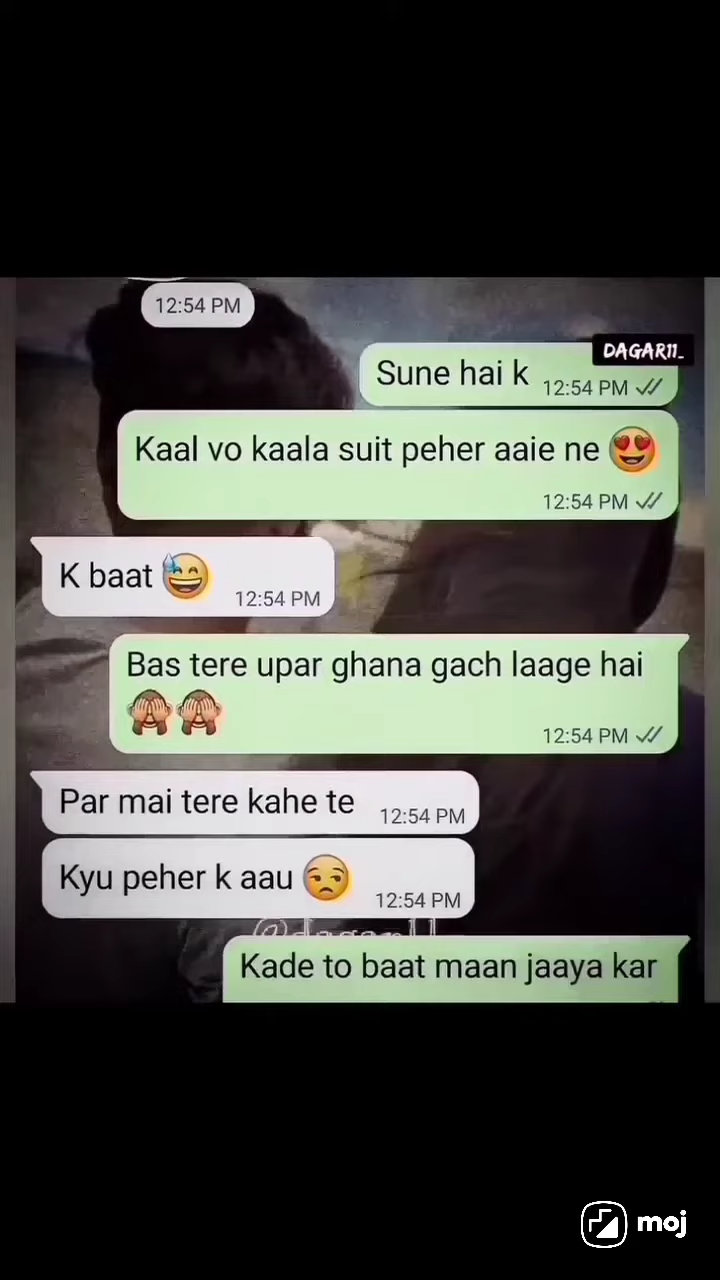 12:54 PM
DAGAR11_
Sune hai k 12:54 PM
Kaal vo kaala suit peher aaie ne 😍
12:54 PM
K baat 😅 12:54 PM
Bas tere upar ghana gach laage hai
🙈🙈
12:54 PM
Par mai tere kahe te 12:54 PM
Kyu peher k aau 😒 12:54 PM
Kade to baat maan jaaya kar
moj